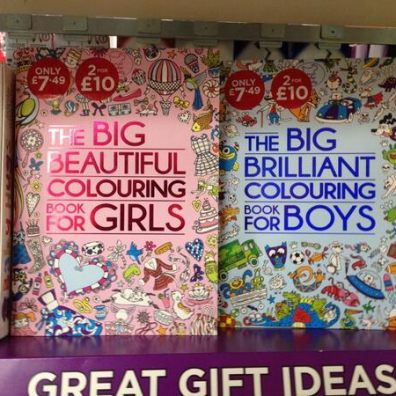 ONLY £7.49
2 FOR £10
THE BIG
BEAUTIFUL
COLOURING
BOOK FOR GIRLS
ONLY £7.49
2 FOR £10
THE BIG
BRILLIANT
COLOURING
BOOK FOR BOYS
GREAT GIFT IDEAS